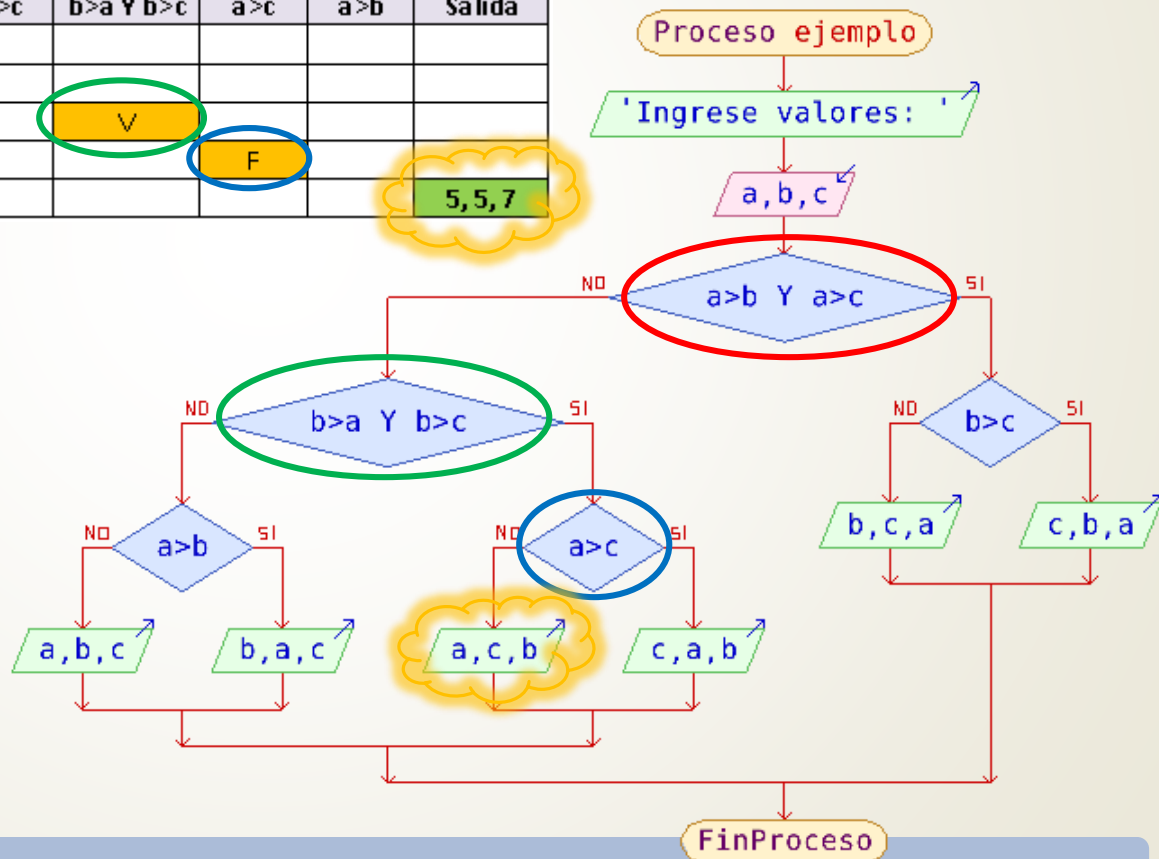 >c b>a Y b>c a>c a>b Salida
V
F
5,5,7
Proceso ejemplo
'Ingrese valores: '
a,b,c
a>b Y a>c
NO
SI
b>a Y b>c
NO
SI
b>c
NO
SI
a>b
NO
SI
a>c
NO
SI
b,c,a
c,b,a
a,b,c
b,a,c
a,c,b
c,a,b
FinProceso